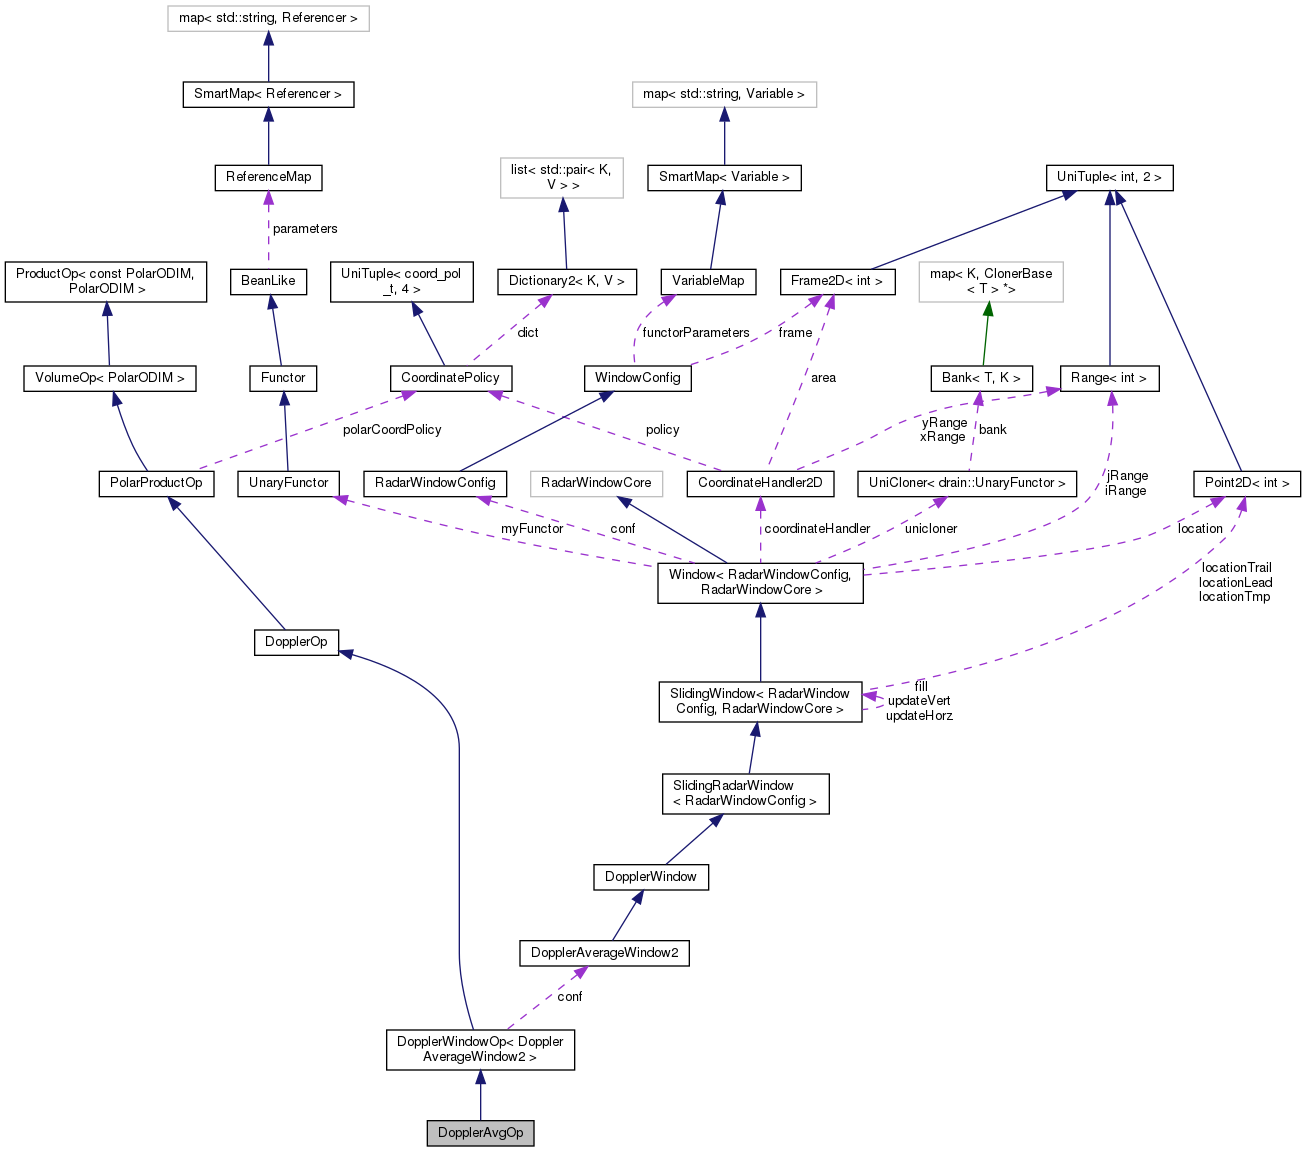 map< std::string, Referencer >
SmartMap< Referencer >
map< std::string, Variable >
ReferenceMap
list< std::pair< K,
V > >
SmartMap< Variable >
UniTuple< int, 2 >
parameters
ProductOp< const PolarODIM,
PolarODIM >
BeanLike
UniTuple< coord_pol
_t, 4 >
Dictionary2< K, V >
VariableMap
Frame2D< int >
map< K, ClonerBase
< T > *>
dict
functorParameters
frame
VolumeOp< PolarODIM >
Functor
CoordinatePolicy
WindowConfig
area
Bank< T, K >
Range< int >
polarCoordPolicy
policy
yRange
xRange
bank
PolarProductOp
UnaryFunctor
RadarWindowConfig
RadarWindowCore
CoordinateHandler2D
UniCloner< drain::UnaryFunctor >
jRange
iRange
Point2D< int >
myFunctor
conf
coordinateHandler
unicloner
location
Window< RadarWindowConfig,
RadarWindowCore >
locationTrail
locationLead
locationTmp
DopplerOp
SlidingWindow< RadarWindow
Config, RadarWindowCore >
fill
updateVert
updateHorz
SlidingRadarWindow
< RadarWindowConfig >
DopplerWindow
DopplerAverageWindow2
conf
DopplerWindowOp< Doppler
AverageWindow2 >
DopplerAvgOp